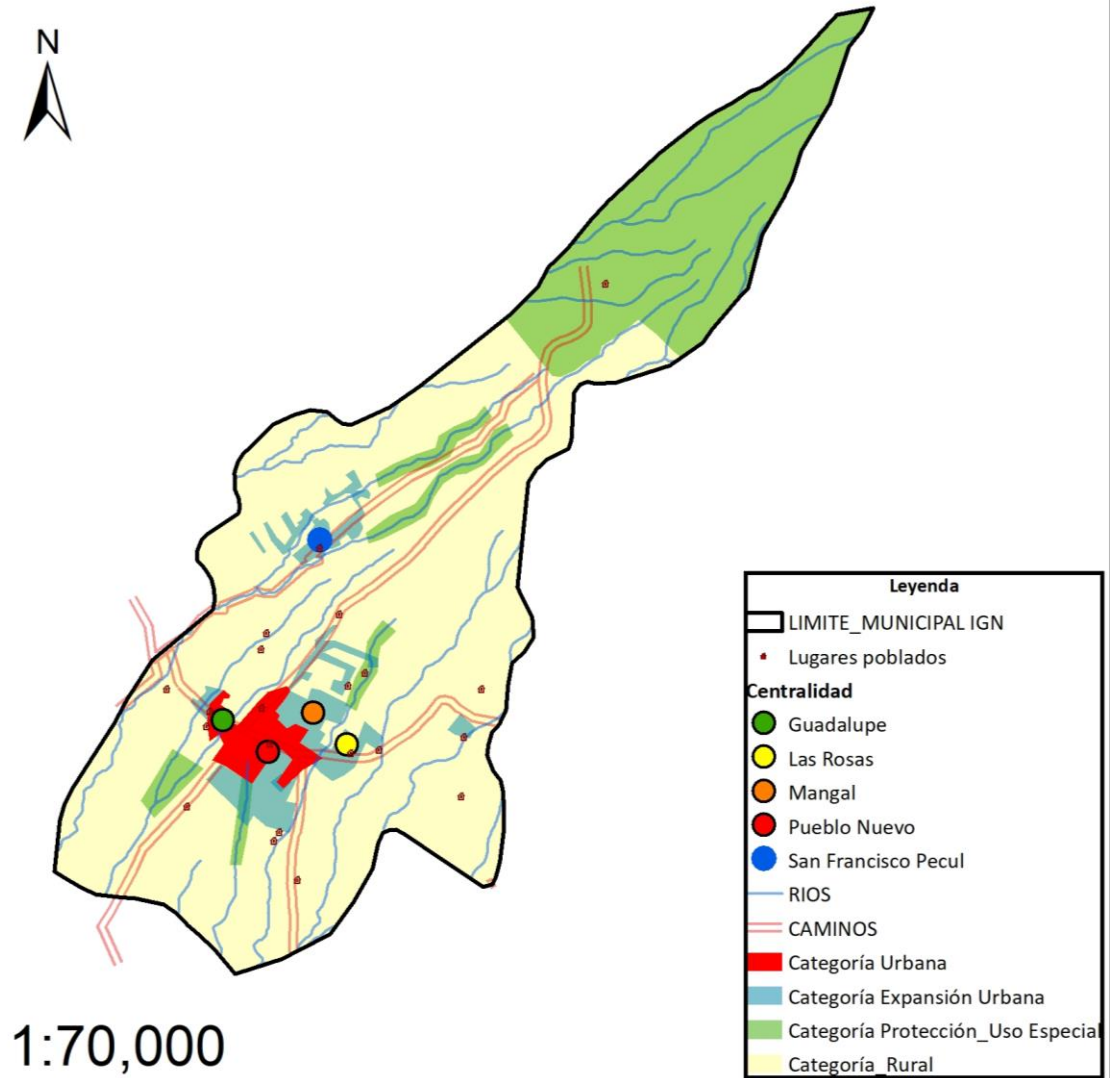 N
Leyenda
LIMITE_MUNICIPAL IGN
Lugares poblados
Centralidad
Guadalupe
Las Rosas
Mangal
Pueblo Nuevo
San Francisco Pecul
RIOS
CAMINOS
Categoría Urbana
Categoría Expansión Urbana
Categoría Protección_Uso Especial
Categoría_Rural
1:70,000